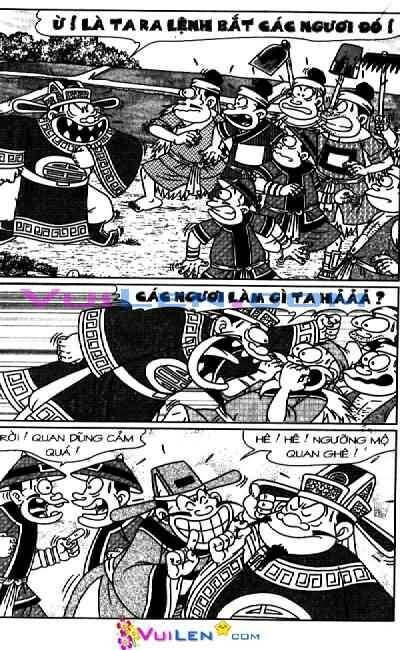 Ừ! LÀ TA RA LỆNH BẮT CÁC NGƯƠI ĐÓ!
CÁC NGƯƠI LÀM GÌ TA HẢẢẢ?
RỜI! QUAN DŨNG CẢM
QUÁ!
HÊ! HÊ! NGƯỠNG MỘ
QUAN GHÊ!
VUILEN.COM